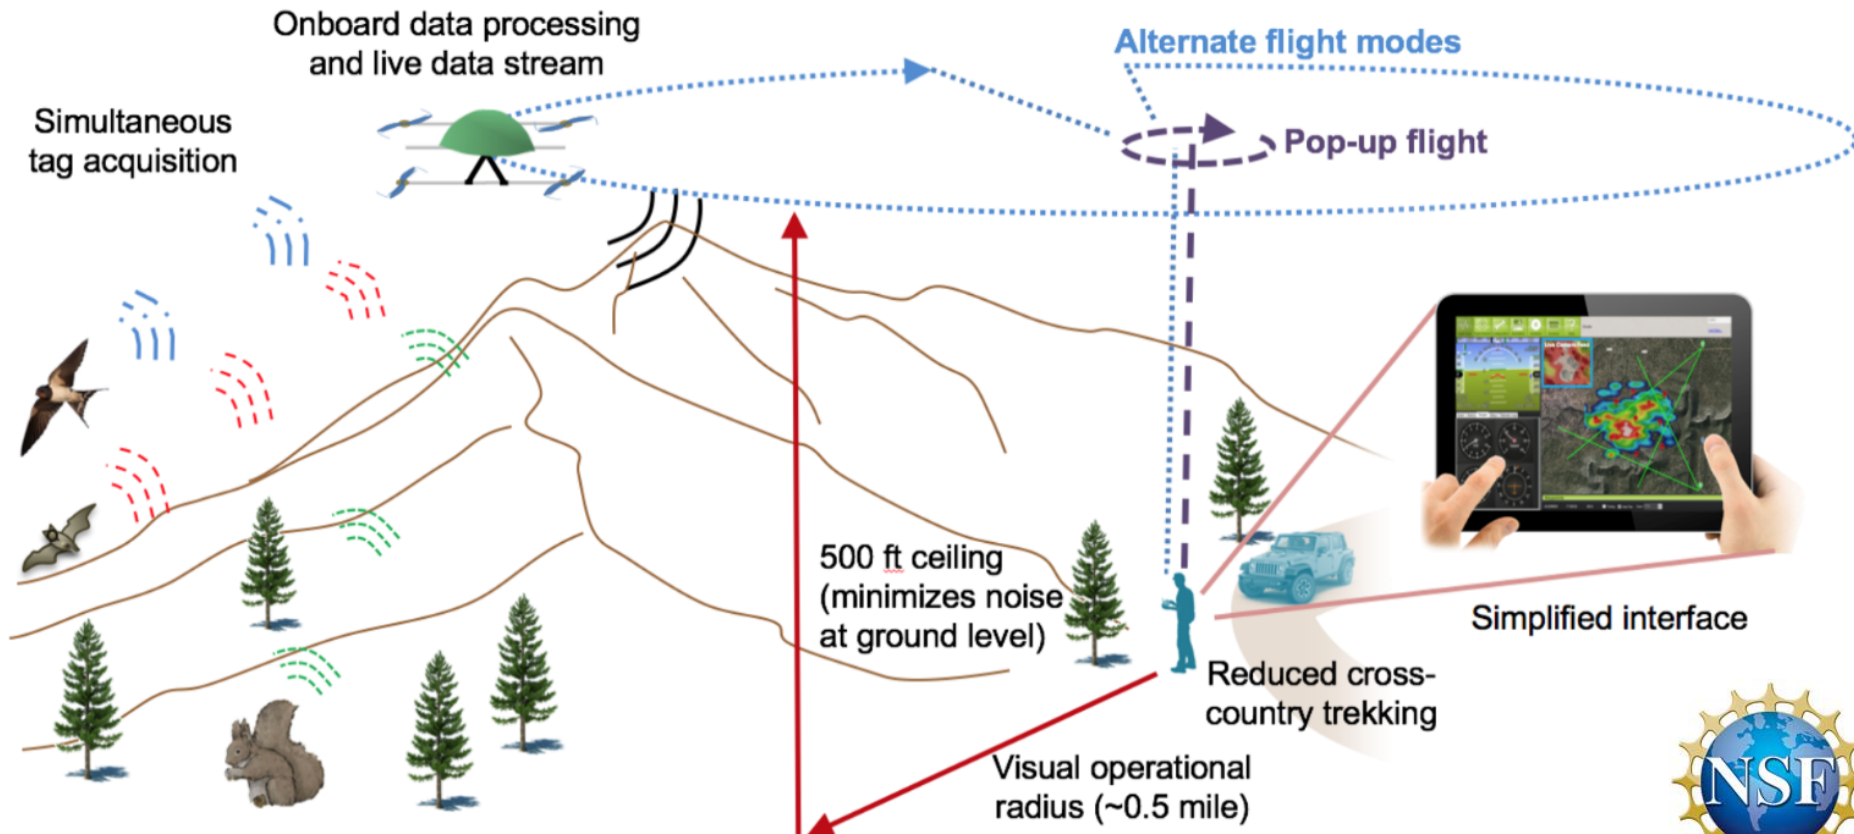 Onboard data processing
and live data stream
Simultaneous
tag acquisition
Alternate flight modes
Pop-up flight
500 ft ceiling
(minimizes noise
at ground level)
Simplified interface
Reduced cross-
country trekking
Visual operational
radius (~0.5 mile)
NSF